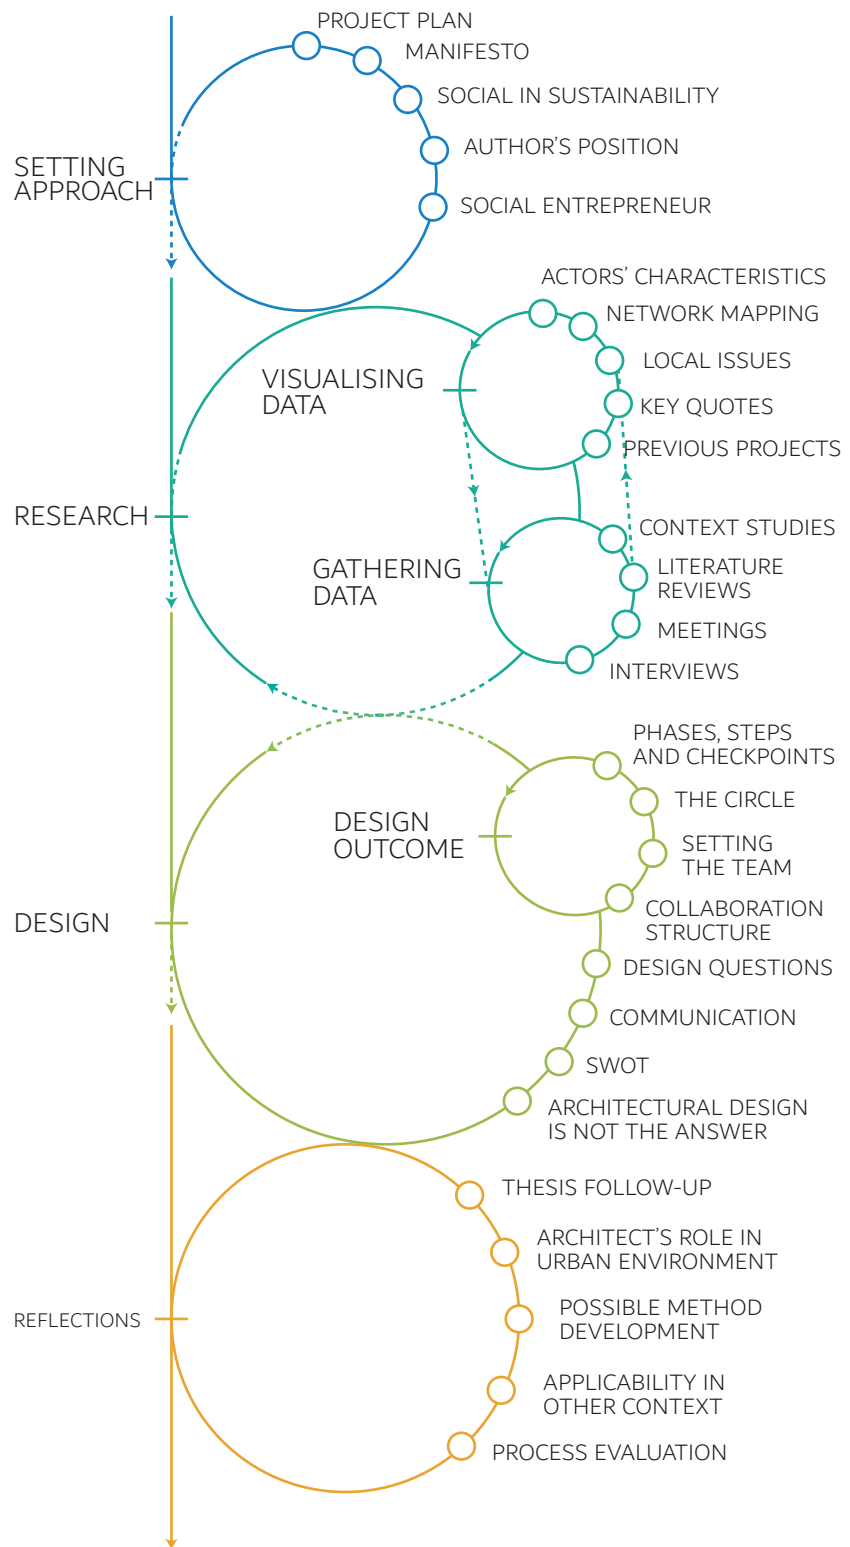 PROJECT PLAN
MANIFESTO
SOCIAL IN SUSTAINABILITY
AUTHOR'S POSITION
SETTING
APPROACH
SOCIAL ENTREPRENEUR
ACTORS' CHARACTERISTICS
NETWORK MAPPING
LOCAL ISSUES
VISUALISING
DATA
KEY QUOTES
PREVIOUS PROJECTS
RESEARCH
CONTEXT STUDIES
GATHERING
DATA
LITERATURE
REVIEWS
MEETINGS
INTERVIEWS
PHASES, STEPS
AND CHECKPOINTS
THE CIRCLE
DESIGN
OUTCOME
SETTING
THE TEAM
DESIGN
COLLABORATION
STRUCTURE
DESIGN QUESTIONS
COMMUNICATION
SWOT
ARCHITECTURAL DESIGN
IS NOT THE ANSWER
THESIS FOLLOW-UP
ARCHITECT'S ROLE IN
URBAN ENVIRONMENT
REFLECTIONS
POSSIBLE METHOD
DEVELOPMENT
APPLICABILITY IN
OTHER CONTEXT
PROCESS EVALUATION